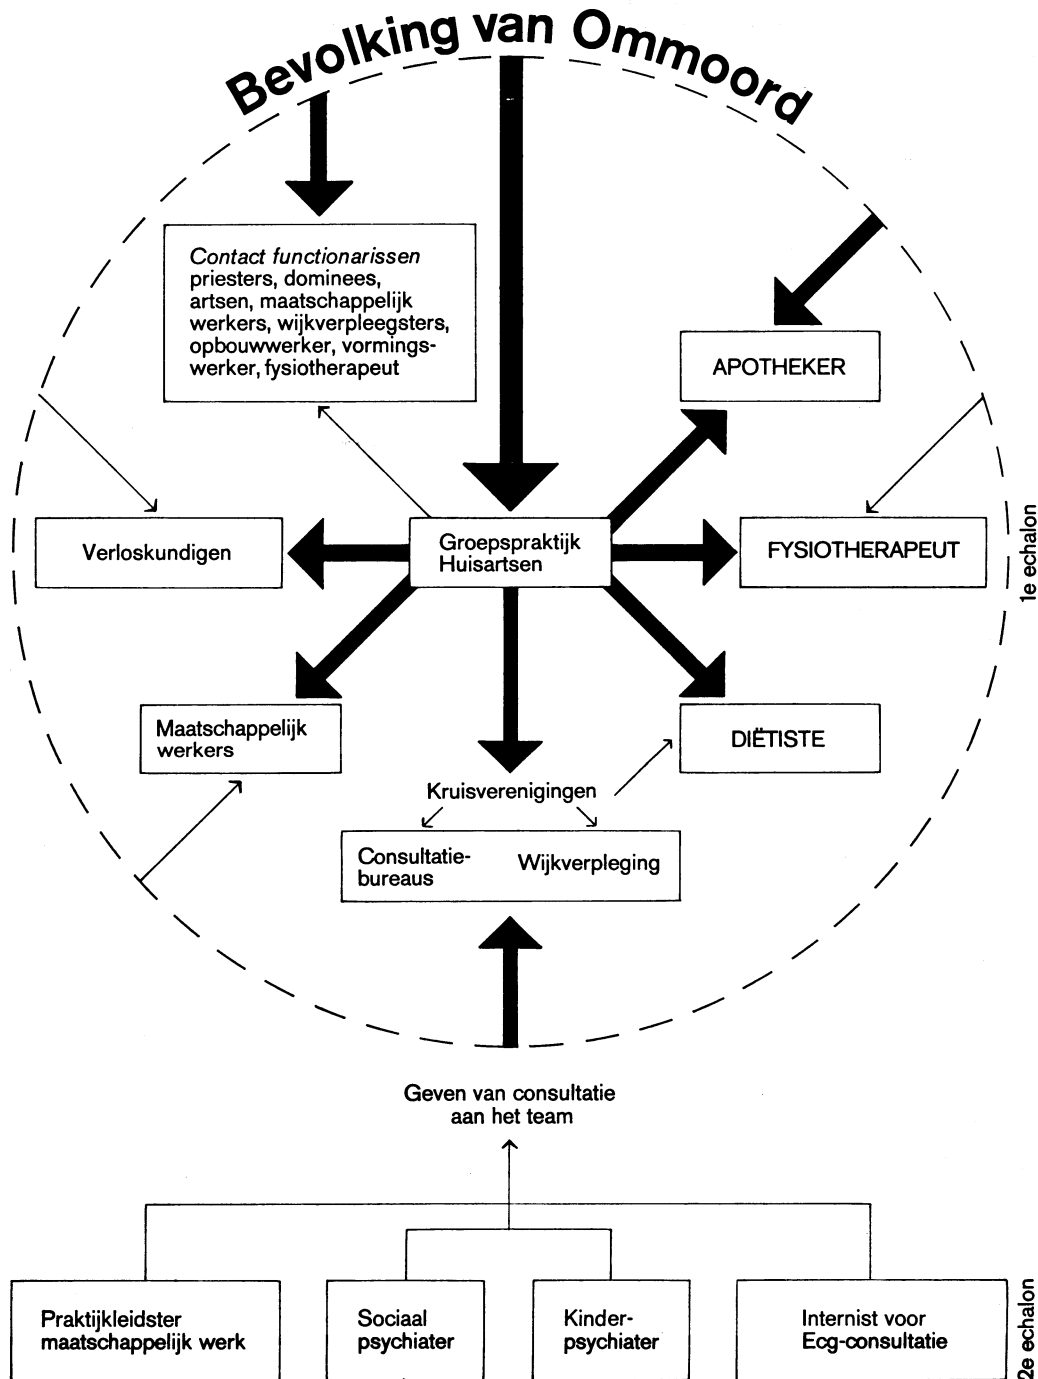 Bevolking van Ommoord
Contact functionarissen
priesters, dominees,
artsen, maatschappelijk
werkers, wijkverpleegsters,
opbouwwerker, vormings-
werker, fysiotherapeut
APOTHEKER
Verloskundigen
Groepspraktijk
Huisartsen
FYSIOTHERAPEUT
1e echalon
Maatschappelijk
werkers
DIËTISTE
Kruisverenigingen
Consultatie-
bureaus
Wijkverpleging
Geven van consultatie
aan het team
Praktijkleidster
maatschappelijk werk
Sociaal
psychiater
Kinder-
psychiater
Internist voor
Ecg-consultatie
2e echalon